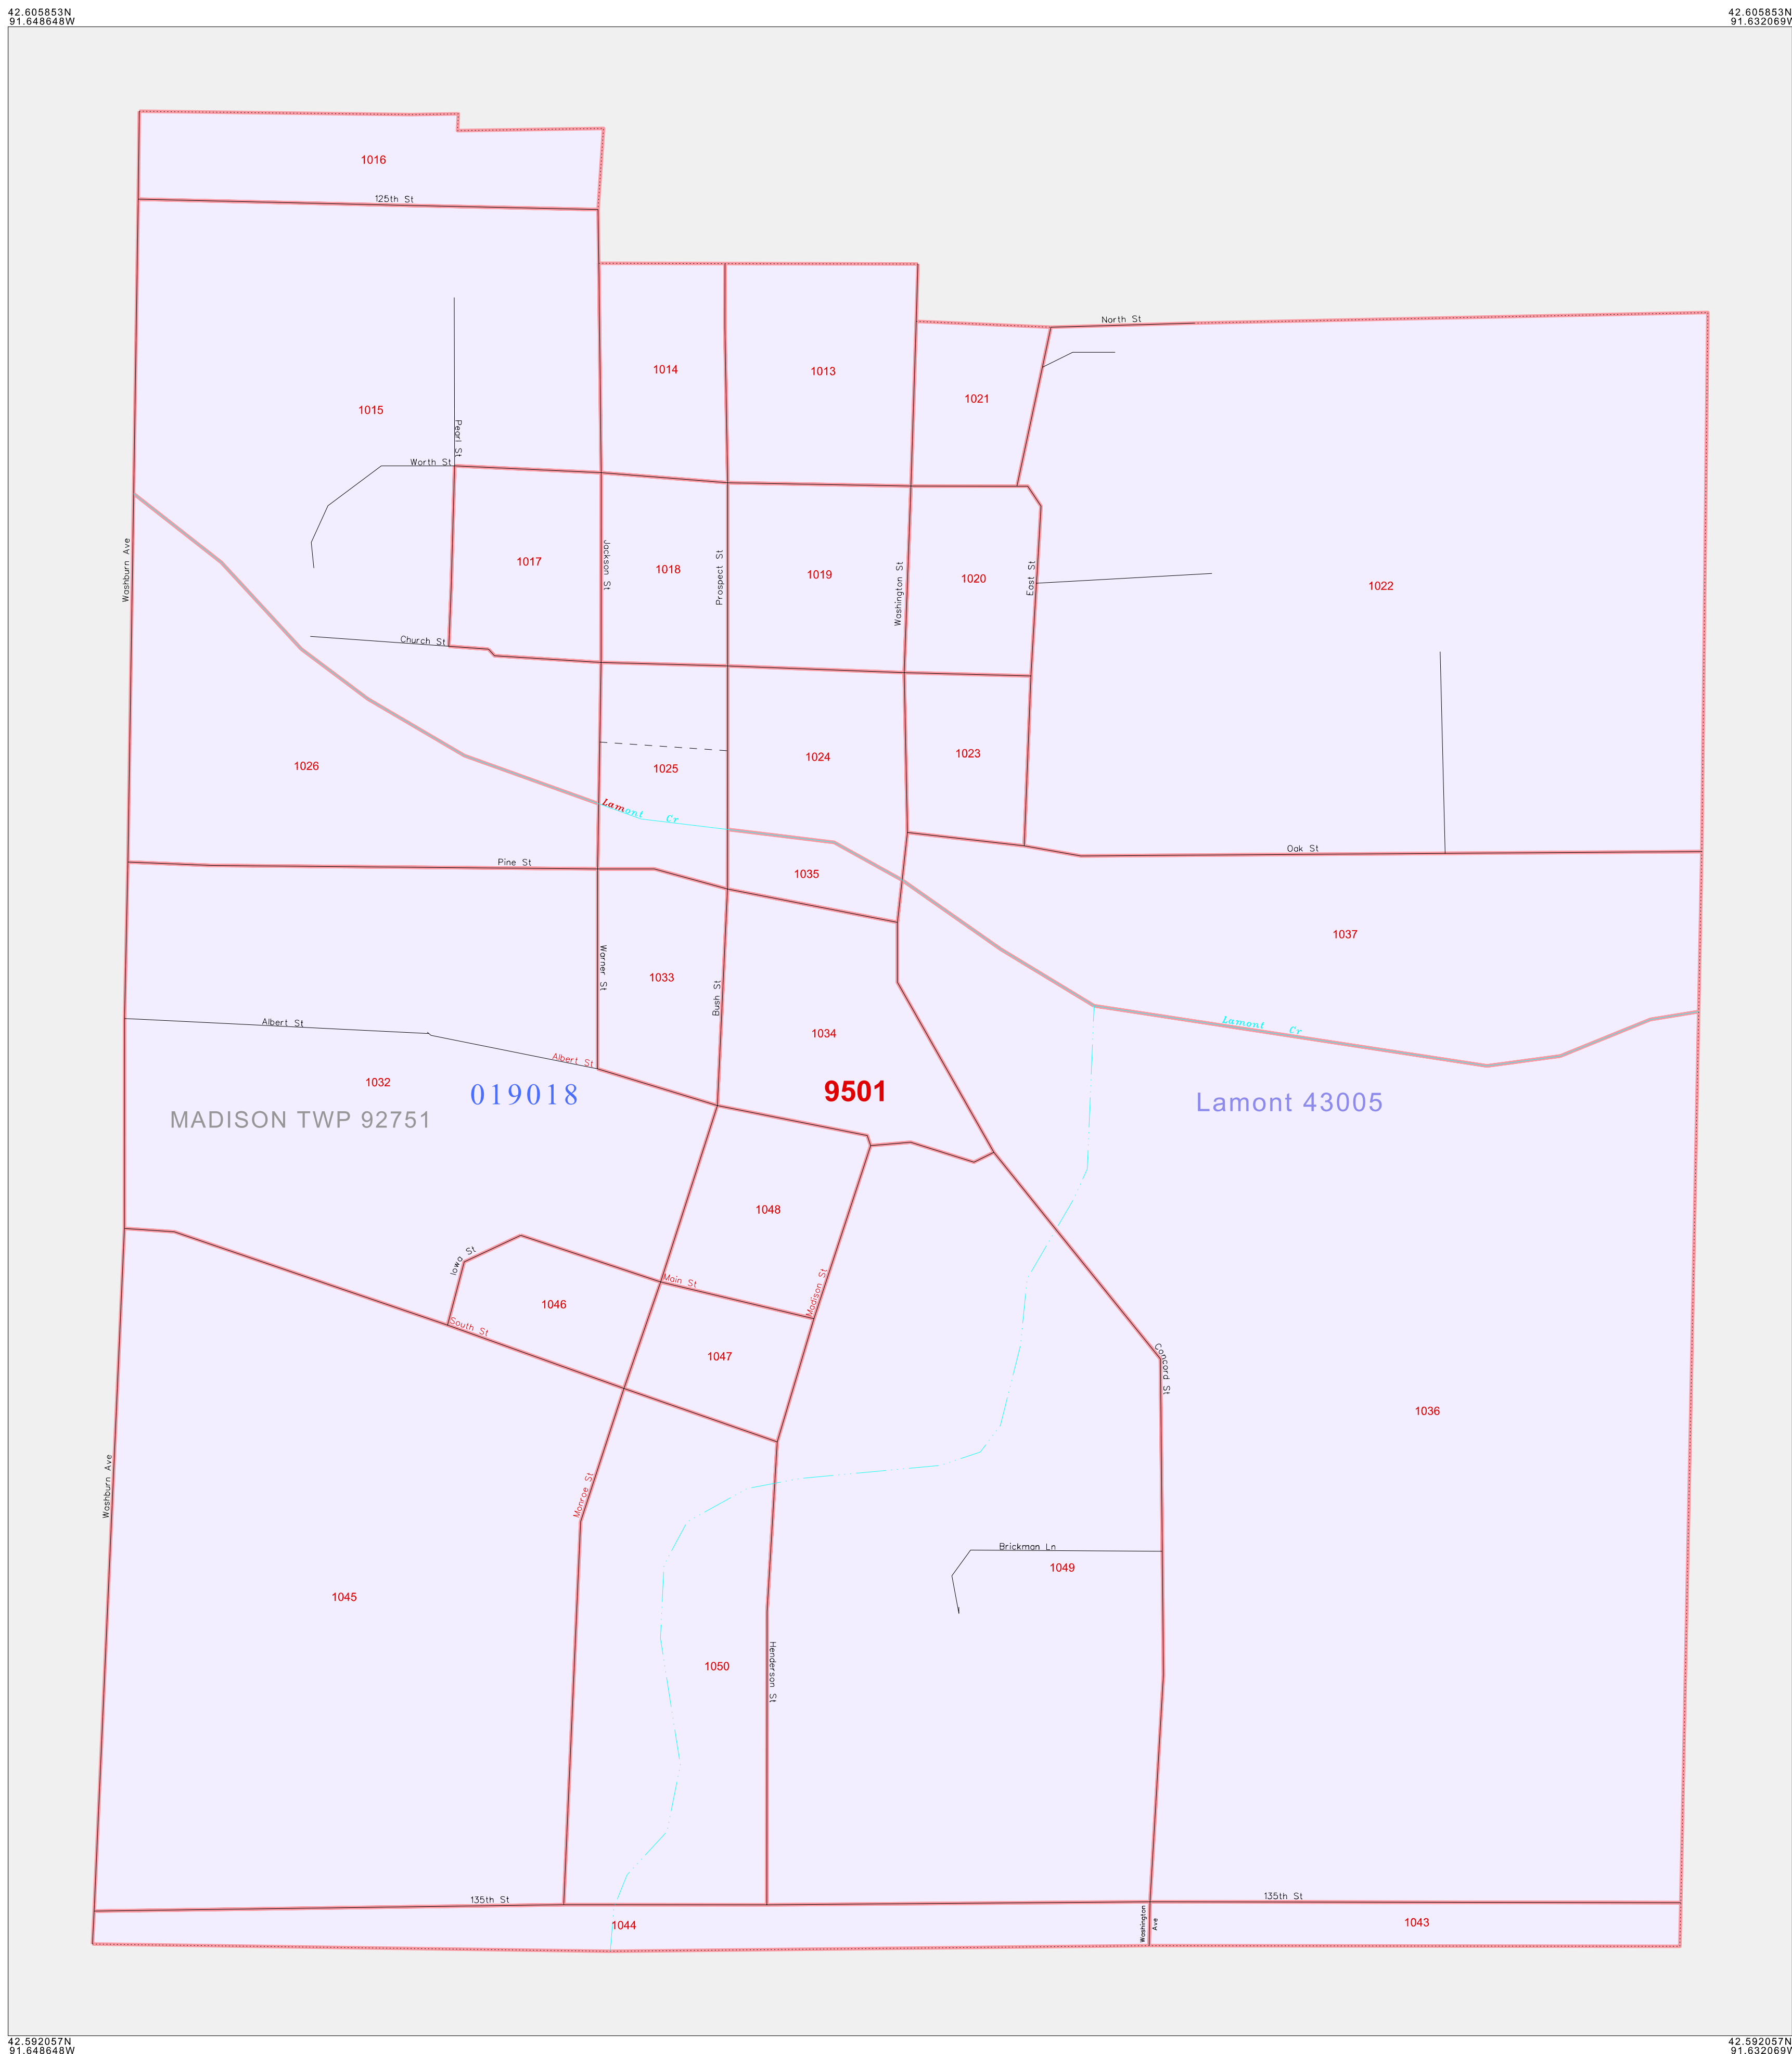 42.605853N
91.648648W
42.605853N
91.632069W
1016
125th St
North St
1014
1013
1021
1015
Pearl St
Worth St
Washburn Ave
1017
Jackson St
1018
Prospect St
1019
Washington St
1020
East St
1022
Church St
1026
1025
1024
1023
Lamont Cr
Pine St
1035
Oak St
1037
Warner St
1033
Bush St
1034
Albert St
Albert St
Lamont Cr
1032
019018
9501
Lamont 43005
MADISON TWP 92751
1048
Iowa St
Main St
Madison St
1046
South St
1047
Concord St
1036
Washburn Ave
Monroe St
Brickman Ln
1049
1045
1050
Henderson St
135th St
135th St
1044
Washington
Ave
1043
42.592057N
91.648648W
42.592057N
91.632069W